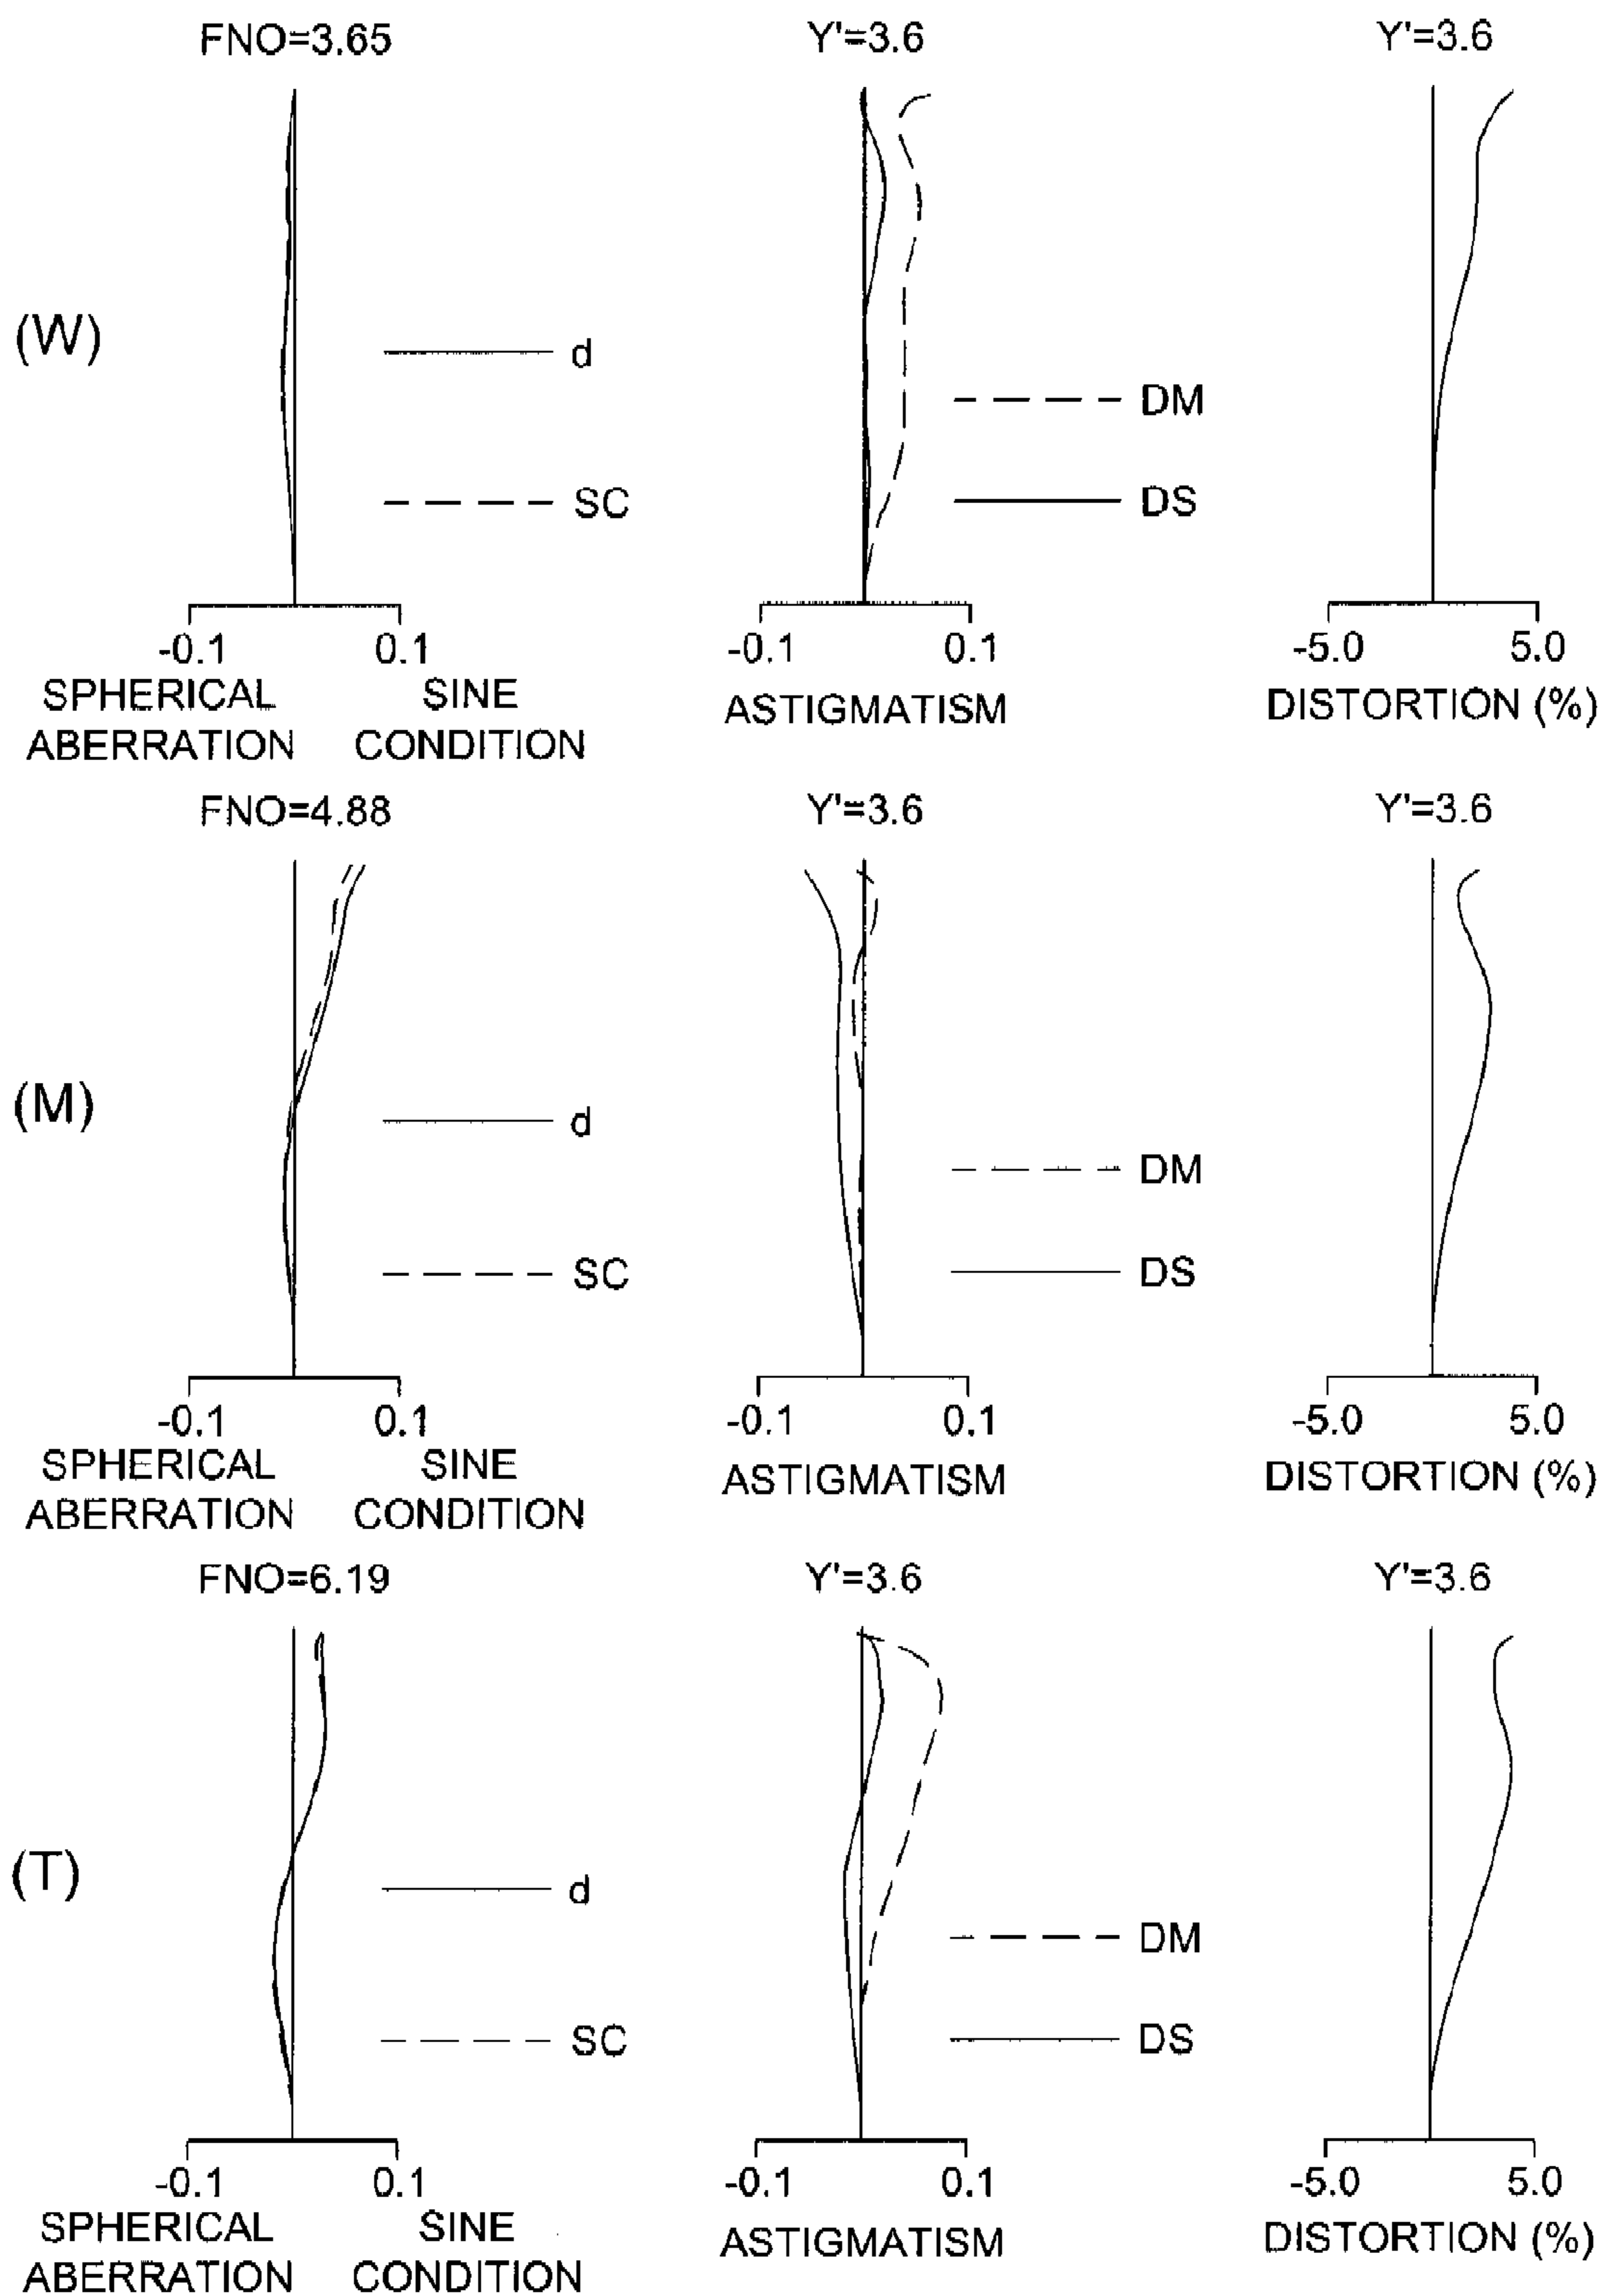 FNO=3.65 Y'=3.6 Y'=3.6
(W)
d
SC
DM
DS
-0.1 0.1 -0.1 0.1 -5.0 5.0
SPHERICAL ABERRATION
SINE CONDITION
ASTIGMATISM
DISTORTION (%)
FNO=4.88 Y'=3.6 Y'=3.6
(M)
d
SC
DM
DS
-0.1 0.1 -0.1 0.1 -5.0 5.0
SPHERICAL ABERRATION
SINE CONDITION
ASTIGMATISM
DISTORTION (%)
FNO=6.19 Y'=3.6 Y'=3.6
(T)
d
SC
DM
DS
-0.1 0.1 -0.1 0.1 -5.0 5.0
SPHERICAL ABERRATION
SINE CONDITION
ASTIGMATISM
DISTORTION (%)